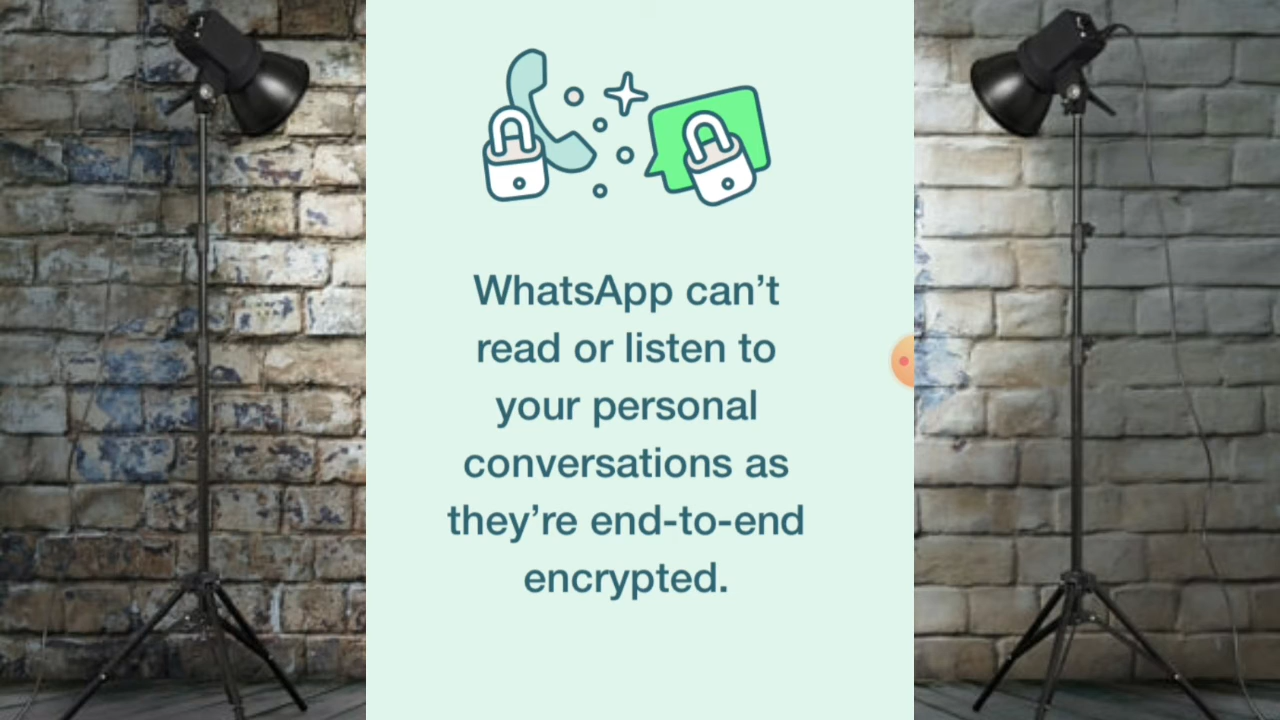 WhatsApp can’t
read or listen to
your personal
conversations as
they’re end-to-end
encrypted.